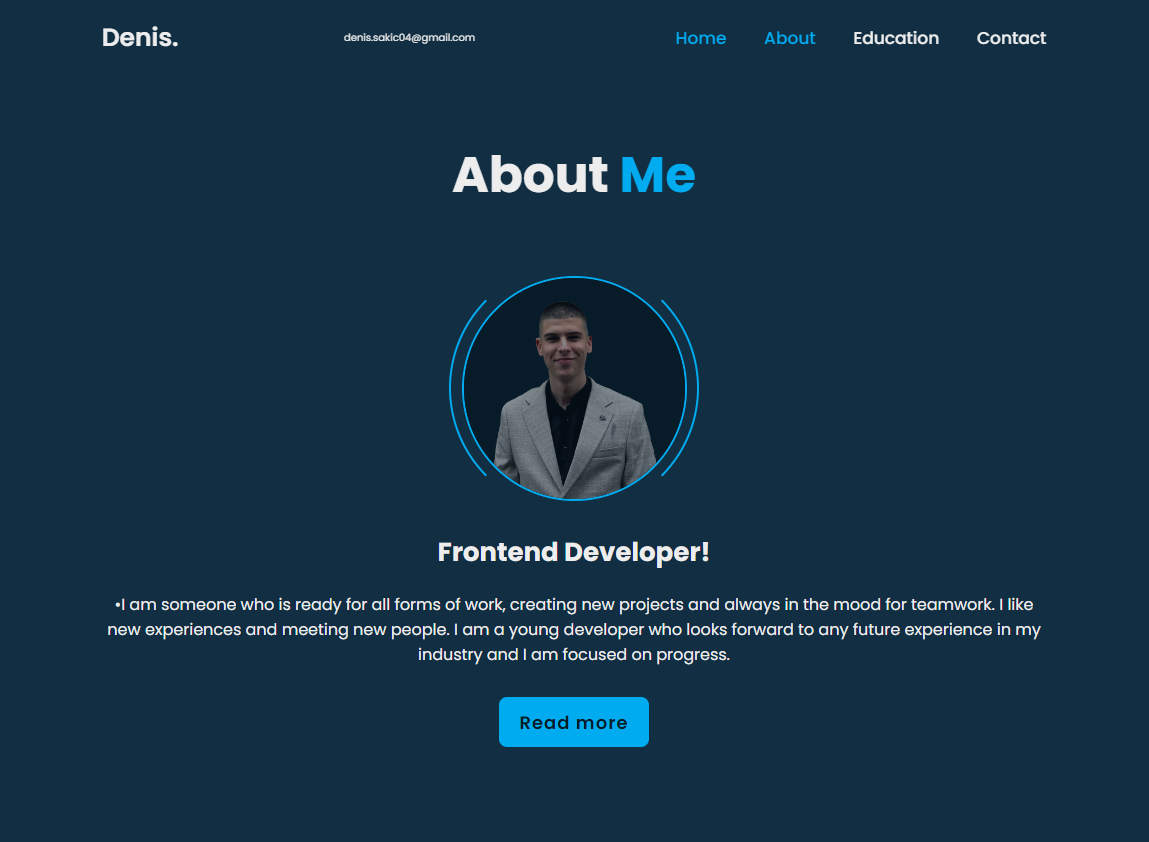 Denis.
denis.sakic04@gmail.com
Home About Education Contact
About Me
Frontend Developer!
•I am someone who is ready for all forms of work, creating new projects and always in the mood for teamwork. I like
new experiences and meeting new people. I am a young developer who looks forward to any future experience in my
industry and I am focused on progress.
Read more